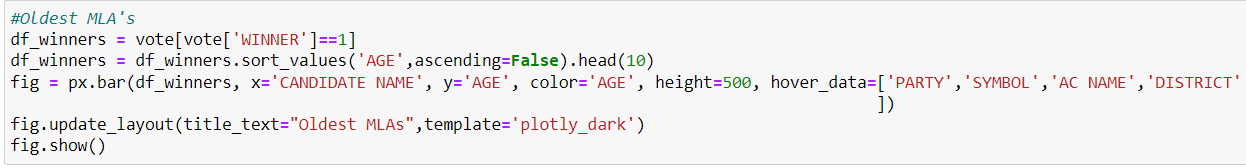 #Oldest MLA's
df_winners = vote[vote['WINNER']==1]
df_winners = df_winners.sort_values('AGE',ascending=False).head(10)
fig = px.bar(df_winners, x='CANDIDATE NAME', y='AGE', color='AGE', height=500, hover_data=['PARTY','SYMBOL','AC NAME','DISTRICT'
])
fig.update_layout(title_text="Oldest MLAs",template='plotly_dark')
fig.show()